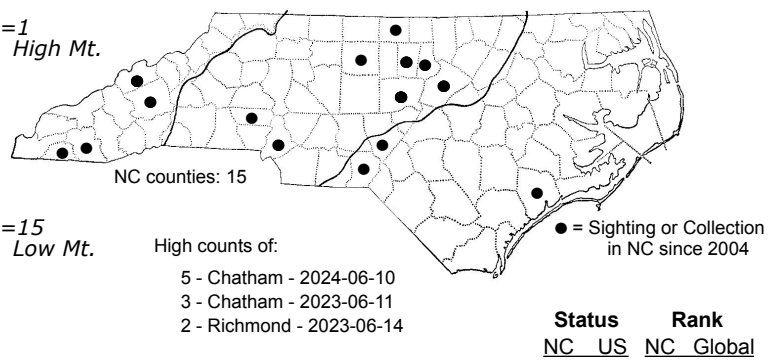 =1
High Mt.
NC counties: 15
=15
Low Mt.
High counts of:
5 - Chatham - 2024-06-10
3 - Chatham - 2023-06-11
2 - Richmond - 2023-06-14
● = Sighting or Collection
in NC since 2004
Status Rank
NC US NC Global